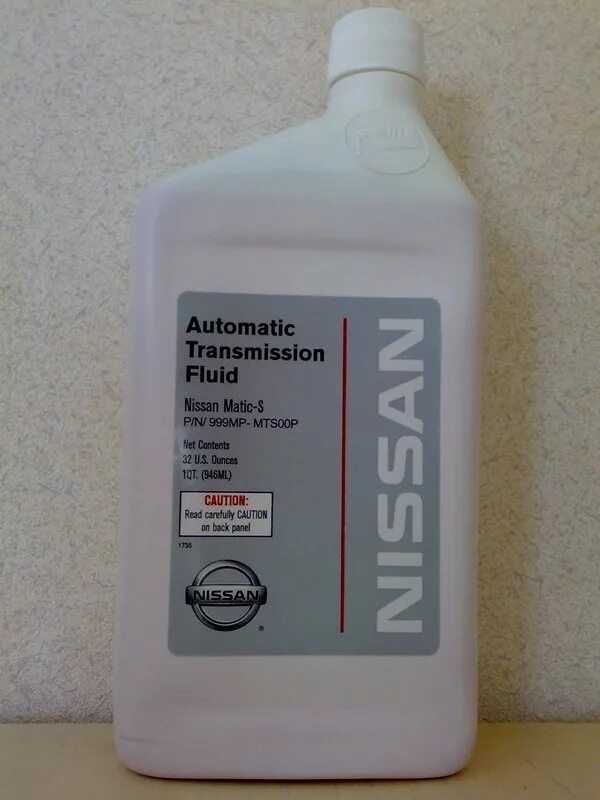 Automatic
Transmission
Fluid
Nissan Matic-S
P/N/ 999MP- MTS00P
Net Contents
32 U.S. Ounces
1QT. (946ML)
CAUTION:
Read carefully CAUTION
on back panel
1735
NISSAN
®
NISSAN